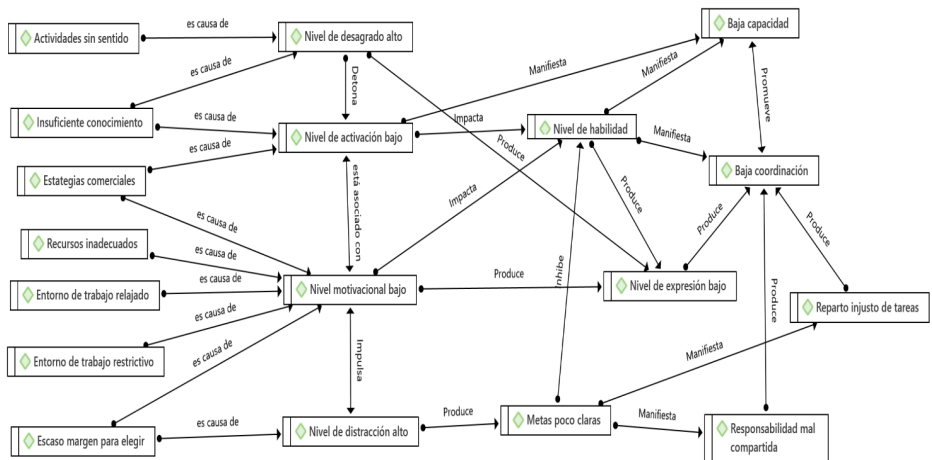 Actividades sin sentido
es causa de
Nivel de desagrado alto
Baja capacidad
es causa de
Detona
Manifiesta
Manifiesta
Promueve
Insuficiente conocimiento
es causa de
Nivel de activación bajo
Impacta
Nivel de habilidad
Manifiesta
es causa de
Produce
Estategias comerciales
está asociado con
Impacta
Produce
Baja coordinación
es causa de
Produce
Produce
Recursos inadecuados
es causa de
Inhibe
Entorno de trabajo relajado
es causa de
Nivel motivacional bajo
Produce
Nivel de expresión bajo
Produce
Reparto injusto de tareas
es causa de
Entorno de trabajo restrictivo
es causa de
Impulsa
Manifiesta
Escaso margen para elegir
es causa de
Nivel de distracción alto
Produce
Metas poco claras
Manifiesta
Responsabilidad mal
compartida